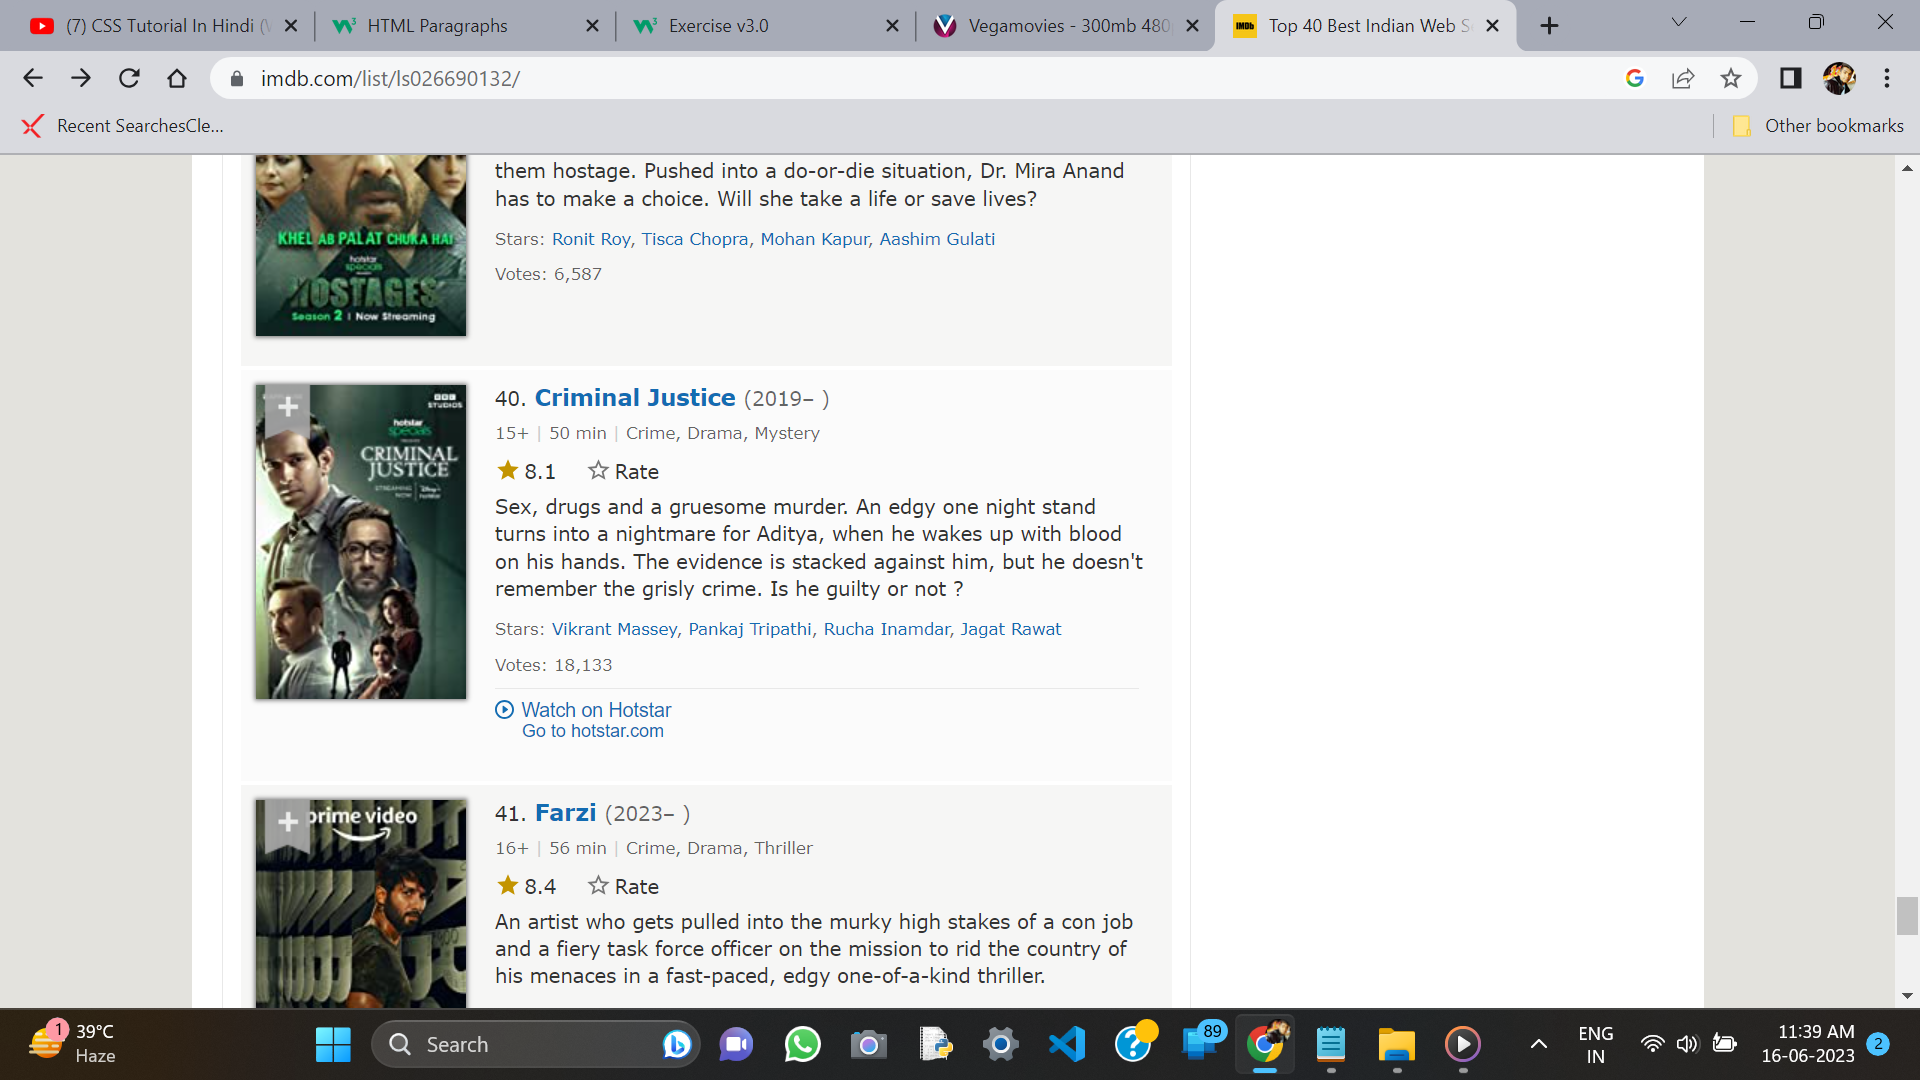 (7) CSS Tutorial In Hindi (
HTML Paragraphs
Exercise v3.0
Vegamovies - 300mb 480
IMDb
Top 40 Best Indian Web S
imdb.com/list/ls026690132/
Recent SearchesCle...
Other bookmarks
them hostage. Pushed into a do-or-die situation, Dr. Mira Anand
has to make a choice. Will she take a life or save lives?
Stars: Ronit Roy, Tisca Chopra, Mohan Kapur, Aashim Gulati
Votes: 6,587
KHEL AB PALAT CHUKA HAI
hotstar
specials
HOSTAGES
Season 2 | Now Streaming
BBC
STUDIOS
hotstar
specials
CRIMINAL
JUSTICE
STREAMING
NOW
40. Criminal Justice (2019– )
15+ | 50 min | Crime, Drama, Mystery
8.1 Rate
Sex, drugs and a gruesome murder. An edgy one night stand
turns into a nightmare for Aditya, when he wakes up with blood
on his hands. The evidence is stacked against him, but he doesn't
remember the grisly crime. Is he guilty or not ?
Stars: Vikrant Massey, Pankaj Tripathi, Rucha Inamdar, Jagat Rawat
Votes: 18,133
Watch on Hotstar
Go to hotstar.com
prime video
41. Farzi (2023– )
16+ | 56 min | Crime, Drama, Thriller
8.4 Rate
An artist who gets pulled into the murky high stakes of a con job
and a fiery task force officer on the mission to rid the country of
his menaces in a fast-paced, edgy one-of-a-kind thriller.
1
39°C
Haze
Search
89
ENG
IN
11:39 AM
16-06-2023
2